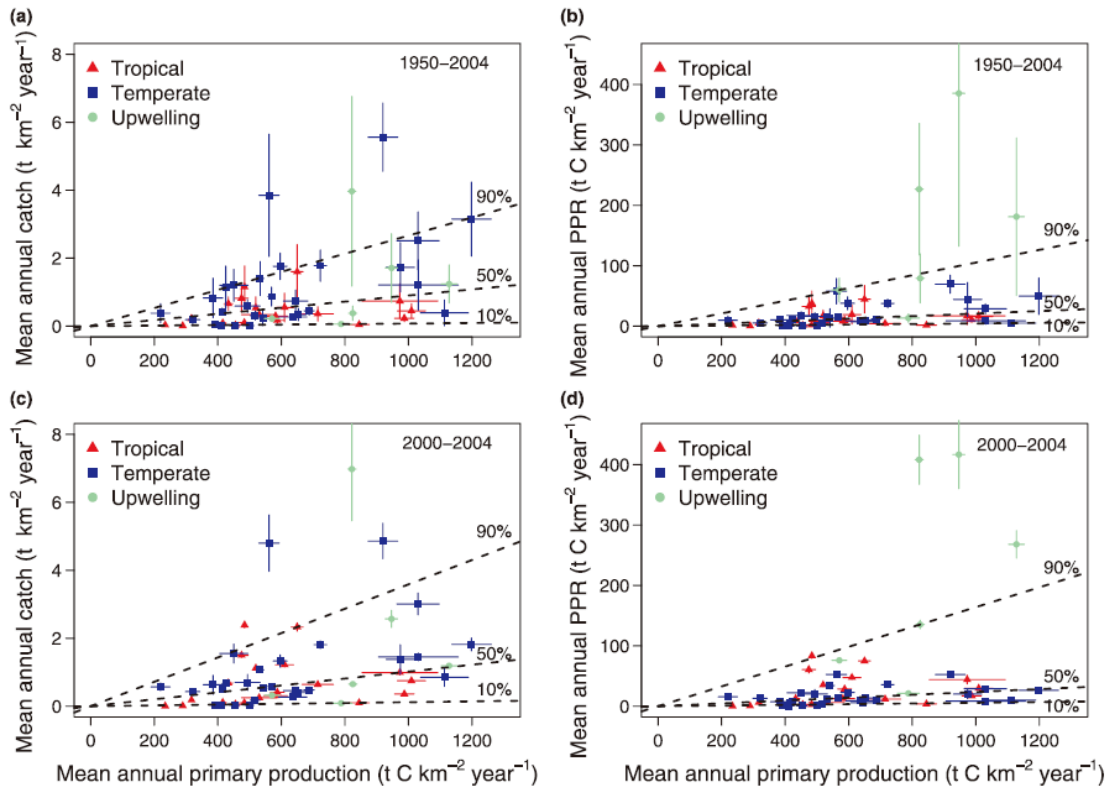 (a)
Mean annual catch (t km⁻² year⁻¹)
8
6
4
2
0
▲ Tropical
■ Temperate
● Upwelling
1950–2004
90%
50%
10%
0 200 400 600 800 1000 1200
(b)
Mean annual PPR (t C km⁻² year⁻¹)
400
300
200
100
0
▲ Tropical
■ Temperate
● Upwelling
1950–2004
90%
50%
10%
0 200 400 600 800 1000 1200
(c)
Mean annual catch (t km⁻² year⁻¹)
8
6
4
2
0
▲ Tropical
■ Temperate
● Upwelling
2000–2004
90%
50%
10%
0 200 400 600 800 1000 1200
Mean annual primary production (t C km⁻² year⁻¹)
(d)
Mean annual PPR (t C km⁻² year⁻¹)
400
300
200
100
0
▲ Tropical
■ Temperate
● Upwelling
2000–2004
90%
50%
10%
0 200 400 600 800 1000 1200
Mean annual primary production (t C km⁻² year⁻¹)